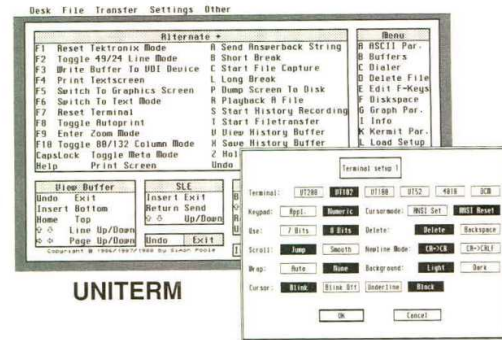 Desk File Transfer Settings Other
Alternate +
F1 Reset Tektronix Mode
F2 Toggle 49/24 Line Mode
F3 Write Buffer To VDI Device
F4 Print Textscreen
F5 Switch To Graphics Screen
F6 Switch To Text Mode
F7 Reset Terminal
F8 Toggle Autoprint
F9 Enter Zoom Mode
F10 Toggle 80/132 Column Mode
CapsLock Toggle Meta Mode
Help Print Screen
A Send Answerback String
B Short Break
C Start File Capture
L Long Break
P Dump Screen To Disk
R Playback A File
S Start History Recording
T Start Filetransfer
V View History Buffer
H Save History Buffer
Undo
Menu
A ASCII Par.
B Buffers
C Dialer
D Delete File
E Edit F-Keys
F Diskspace
G Graph Par.
I Info
K Kermit Par.
L Load Setup
View Buffer
Undo Exit
Insert Bottom
Home Top
⇧ ⇩ Line Up/Down
⇦ ⇨ Page Up/Down
SLE
Insert Exit
Return Send
⇧ ⇩ Up/Down
Undo Exit
Copyright @ 1986/1987/1988 by Simon Poole
Terminal setup 1
Terminal: VT200 VT102 VT100 VT52 4010
Keypad: Appl. Numeric Cursormode: ANSI Set ANSI Reset
Use: 7 Bits 8 Bits Delete: Delete Backspace
Scroll: Jump Smooth Newline Mode: CR->CR CR->CRLF
Wrap: Auto None Background: Light Dark
Cursor: Blink Blink Off Underline Block
OK Cancel
UNITERM